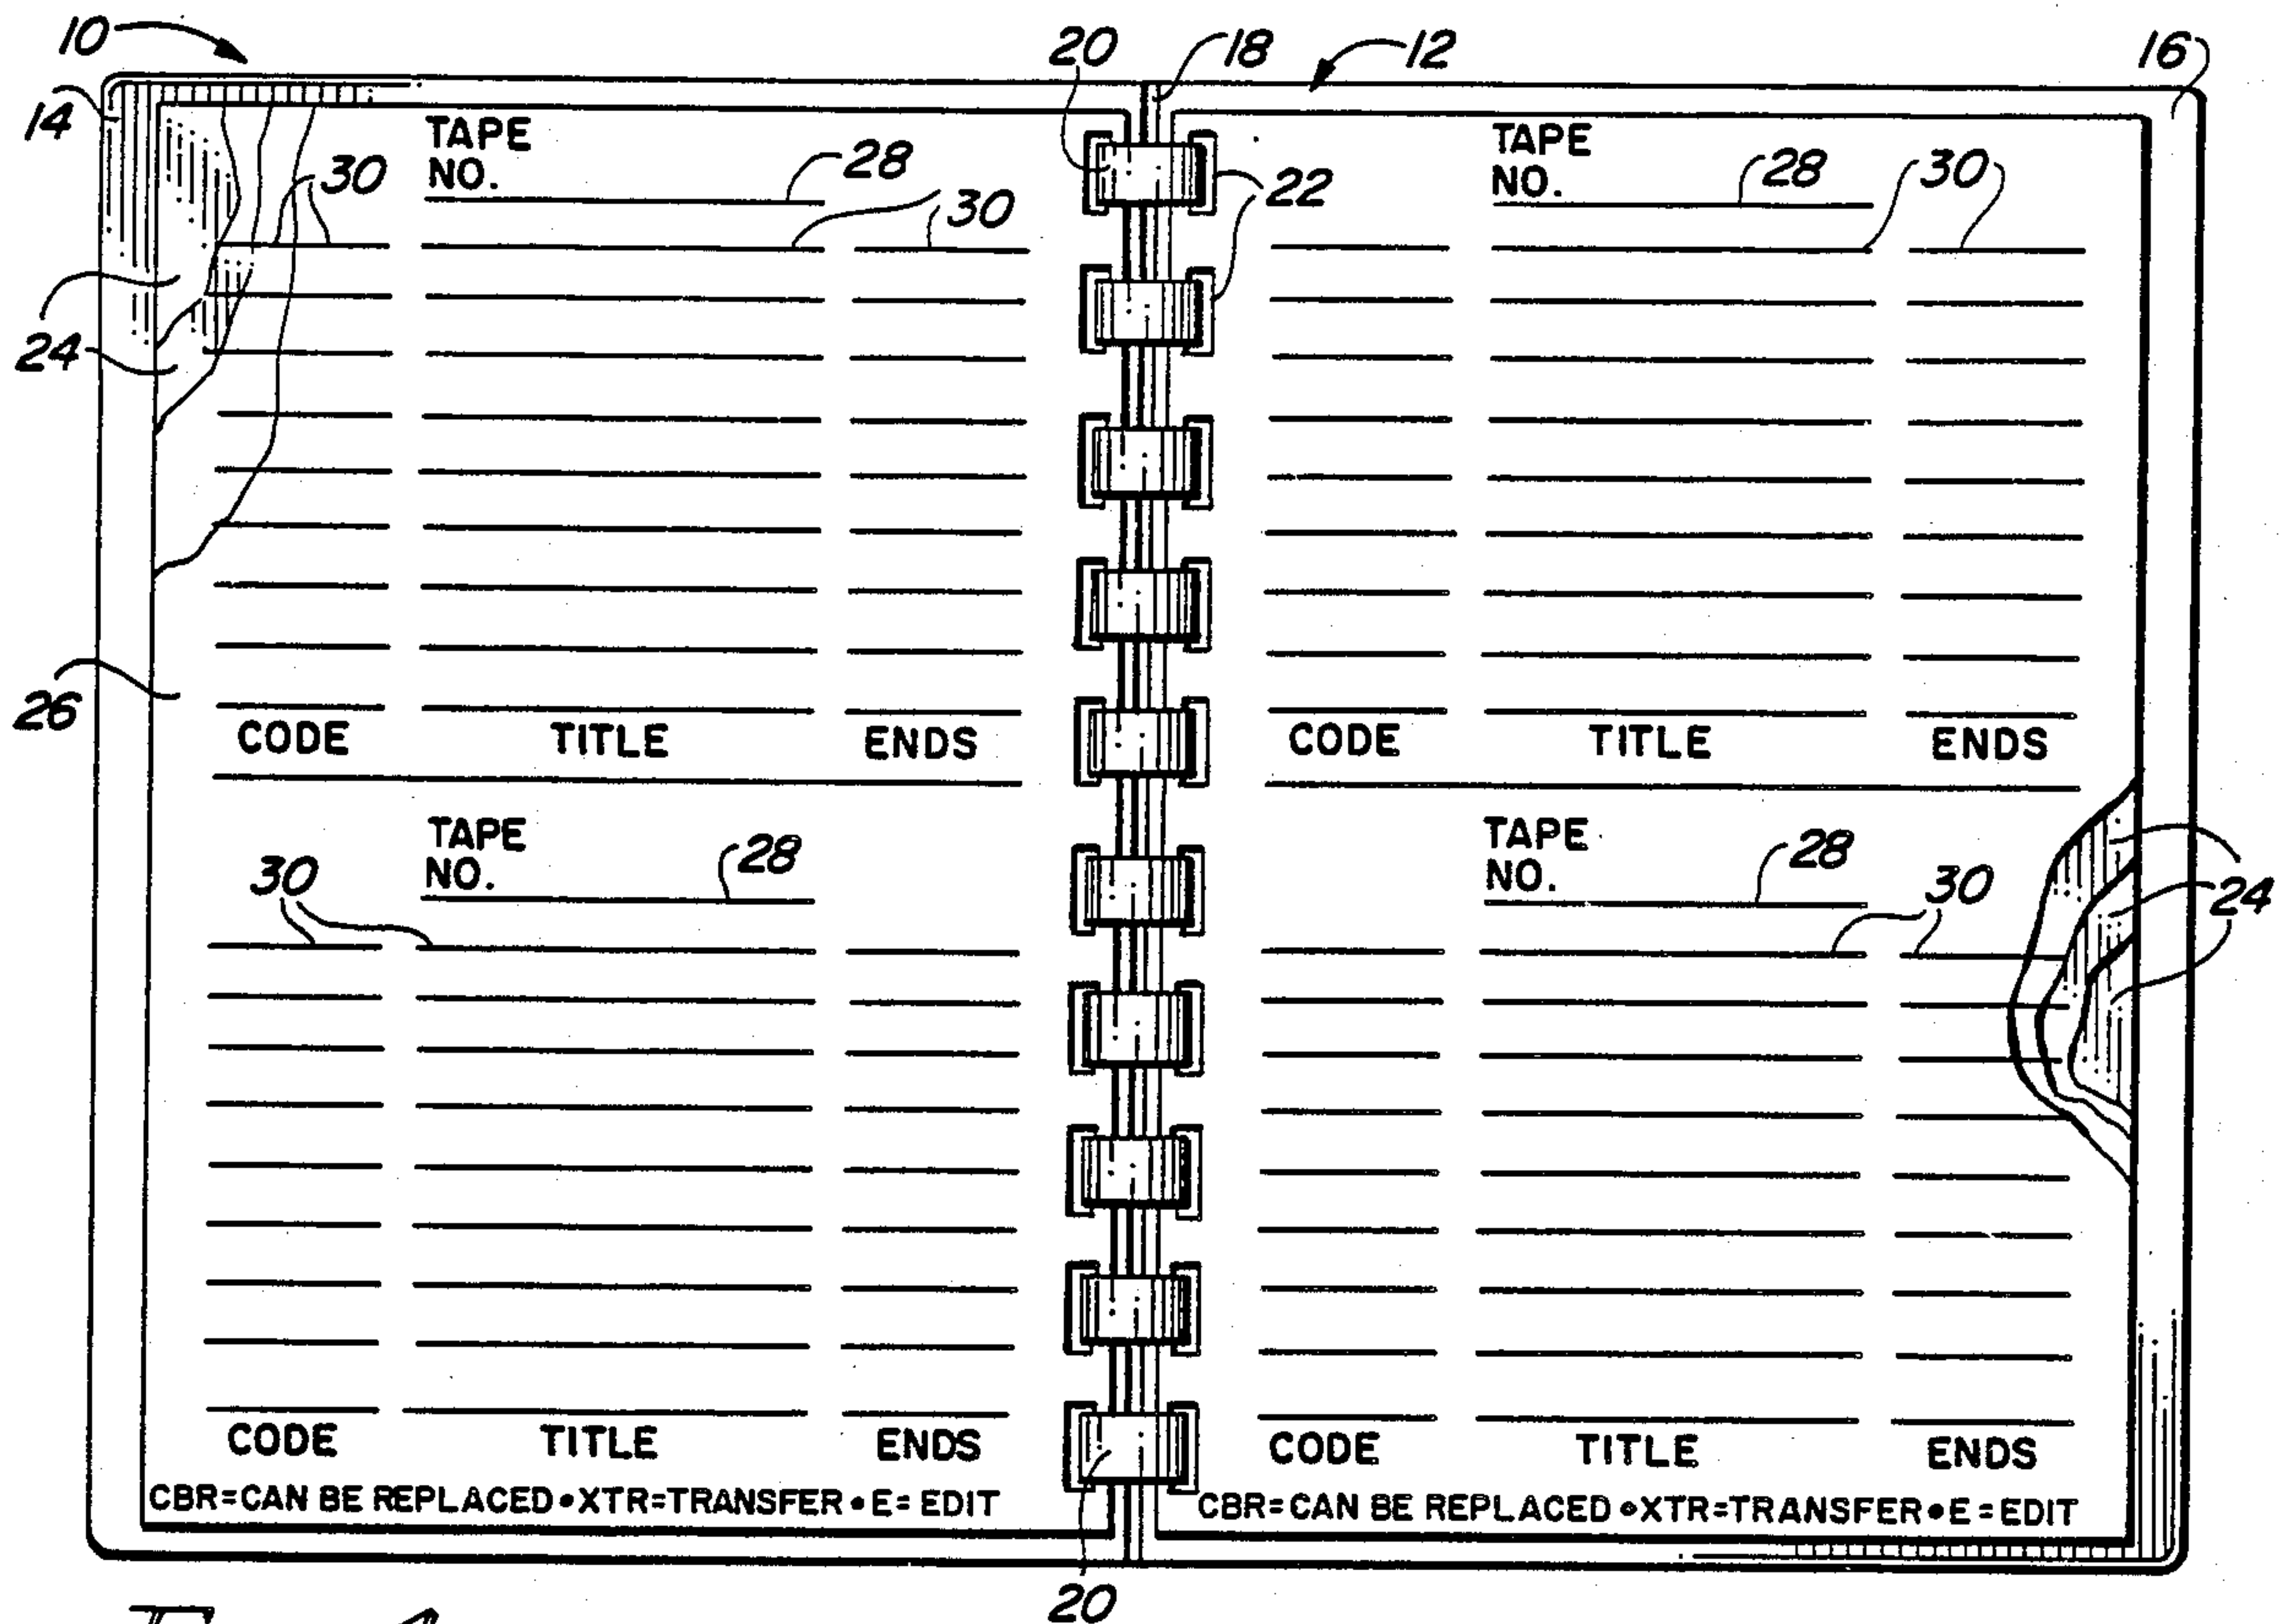 10
20
18
12
16
14
TAPE
NO.
28
30
30
22
TAPE
NO.
28
30
24
24
26
CODE TITLE ENDS
CODE TITLE ENDS
TAPE
NO.
28
30
TAPE
NO.
28
30
24
CODE TITLE ENDS
CBR=CAN BE REPLACED•XTR=TRANSFER•E=EDIT
CODE TITLE ENDS
CBR=CAN BE REPLACED•XTR=TRANSFER•E=EDIT
20